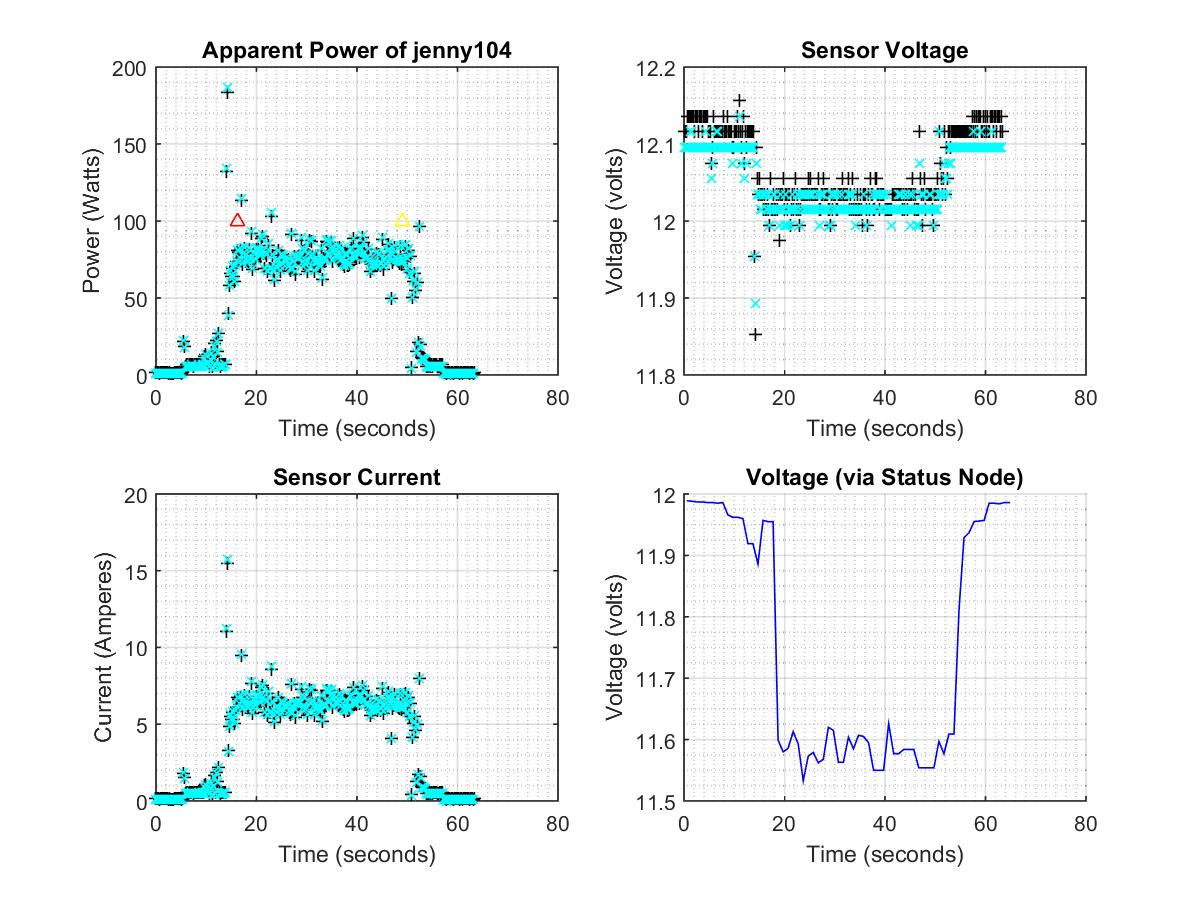 Apparent Power of jenny104
200
150
100
50
0
Power (Watts)
0 20 40 60 80
Time (seconds)
Sensor Voltage
12.2
12.1
12
11.9
11.8
Voltage (volts)
0 20 40 60 80
Time (seconds)
Sensor Current
20
15
10
5
0
Current (Amperes)
0 20 40 60 80
Time (seconds)
Voltage (via Status Node)
12
11.9
11.8
11.7
11.6
11.5
Voltage (volts)
0 20 40 60 80
Time (seconds)